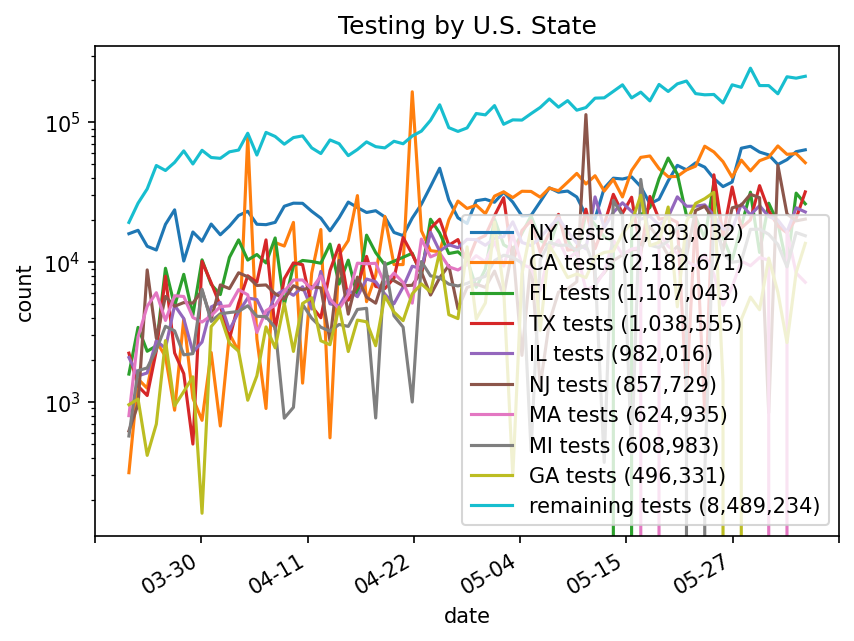 Testing by U.S. State
count
10^5
10^4
10^3
NY tests (2,293,032)
CA tests (2,182,671)
FL tests (1,107,043)
TX tests (1,038,555)
IL tests (982,016)
NJ tests (857,729)
MA tests (624,935)
MI tests (608,983)
GA tests (496,331)
remaining tests (8,489,234)
03-30
04-11
04-22
05-04
05-15
05-27
date